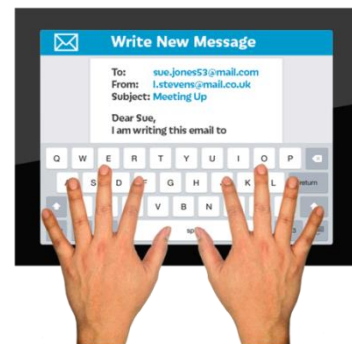 Write New Message
To: sue.jones53@mail.com
From: l.stevens@mail.co.uk
Subject: Meeting Up
Dear Sue,
I am writing this email to
Q W E R T Y U I O P
A S D F G H K L return
V B N